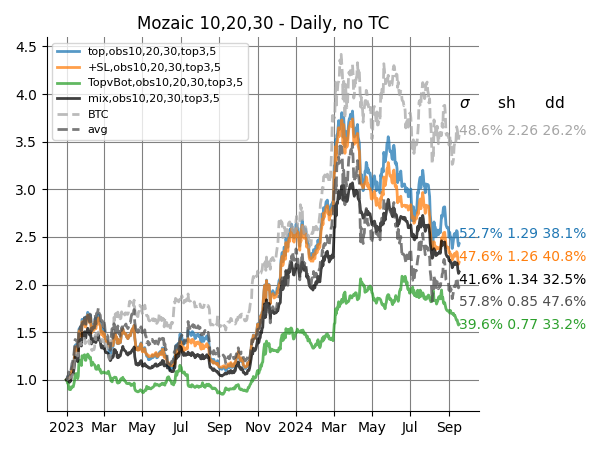 Mozaic 10,20,30 - Daily, no TC
top,obs10,20,30,top3,5
+SL,obs10,20,30,top3,5
TopvBot,obs10,20,30,top3,5
mix,obs10,20,30,top3,5
BTC
avg
σ sh dd
48.6% 2.26 26.2%
52.7% 1.29 38.1%
47.6% 1.26 40.8%
41.6% 1.34 32.5%
57.8% 0.85 47.6%
39.6% 0.77 33.2%
4.5
4.0
3.5
3.0
2.5
2.0
1.5
1.0
2023 Mar May Jul Sep Nov 2024 Mar May Jul Sep